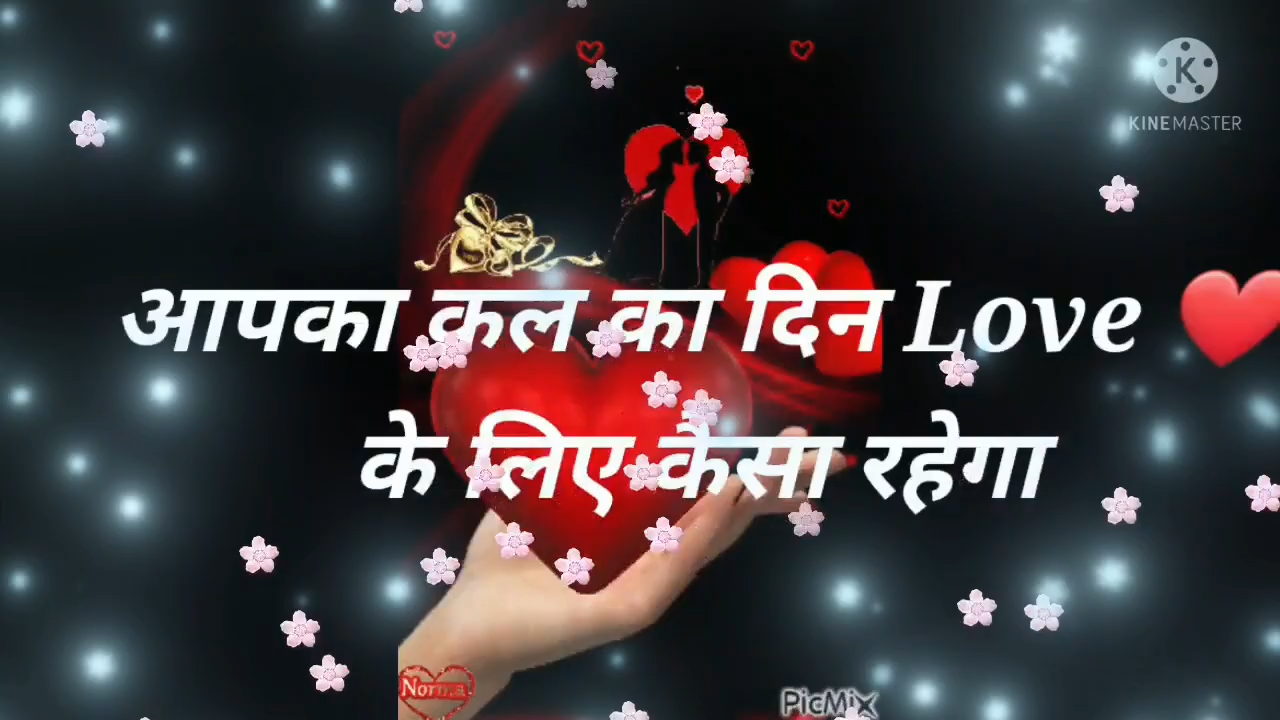 KINEMASTER
आपका कल का दिन Love ❤️
के लिए कैसा रहेगा
Norma
PicMix